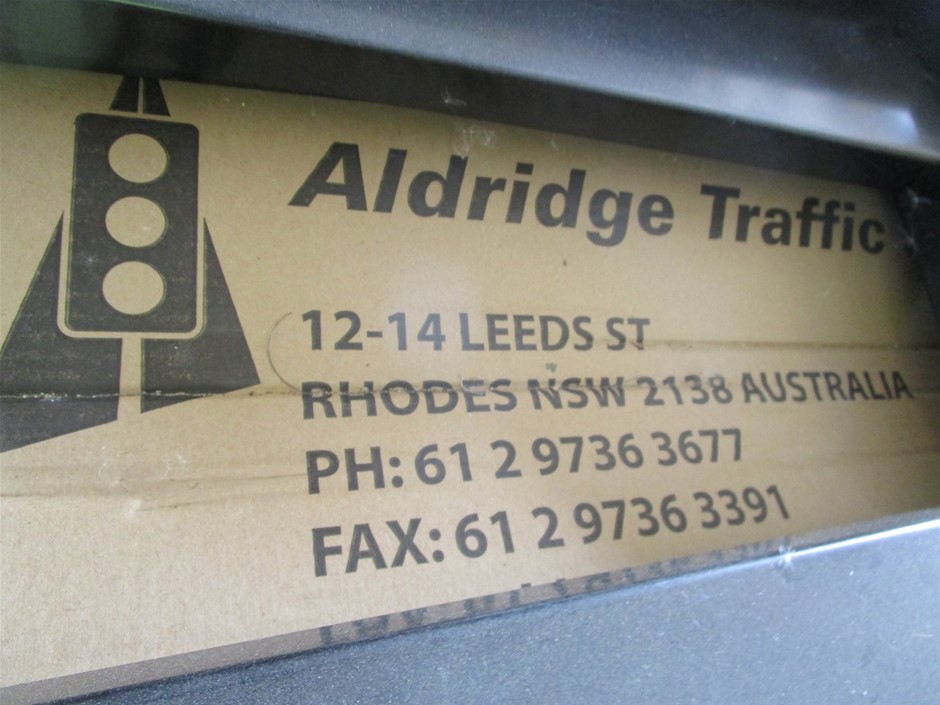 Aldridge Traffic
12-14 LEEDS ST
RHODES NSW 2138 AUSTRALIA
PH: 61 2 9736 3677
FAX: 61 2 9736 3391